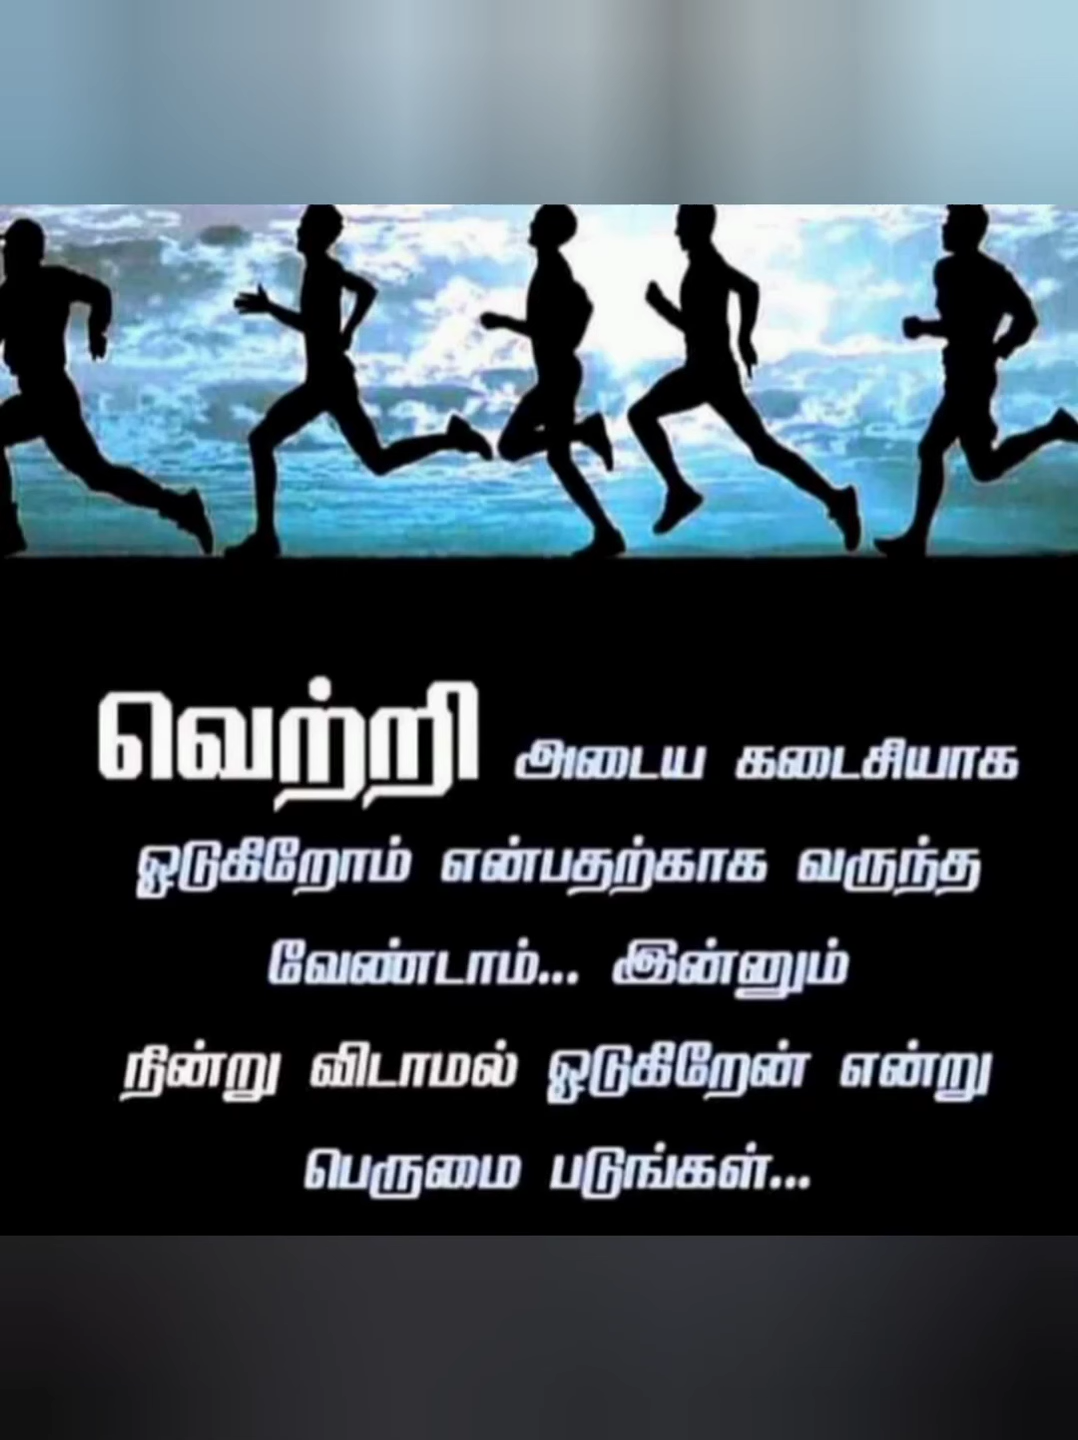 வெற்றி அடைய கடைசியாக
ஓடுகிறோம் என்பதற்காக வருந்த
வேண்டாம்... இன்னும்
நின்று விடாமல் ஓடுகிறேன் என்று
பெருமை படுங்கள்...